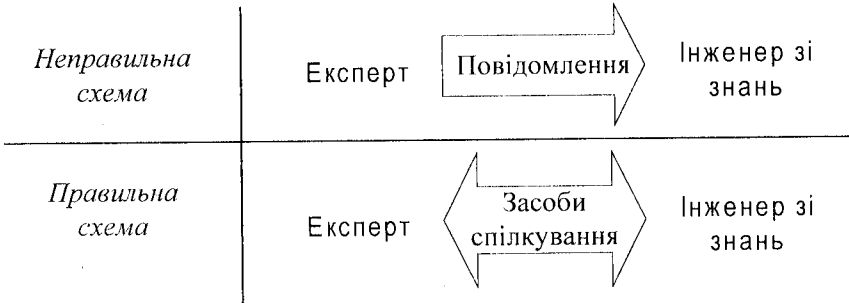 Неправильна
схема
Експерт
Повідомлення
Інженер зі
знань
Правильна
схема
Експерт
Засоби
спілкування
Інженер зі
знань